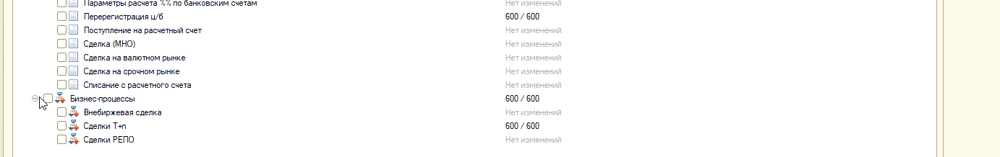 Параметры расчета %% по банковским счетам Нет изменений
Перерегистрация ц/б 600 / 600
Поступление на расчетный счет Нет изменений
Сделка (МНО) Нет изменений
Сделка на валютном рынке Нет изменений
Сделка на срочном рынке Нет изменений
Списание с расчетного счета Нет изменений
Бизнес-процессы 600 / 600
Внебиржевая сделка Нет изменений
Сделки Т+n 600 / 600
Сделки РЕПО Нет изменений